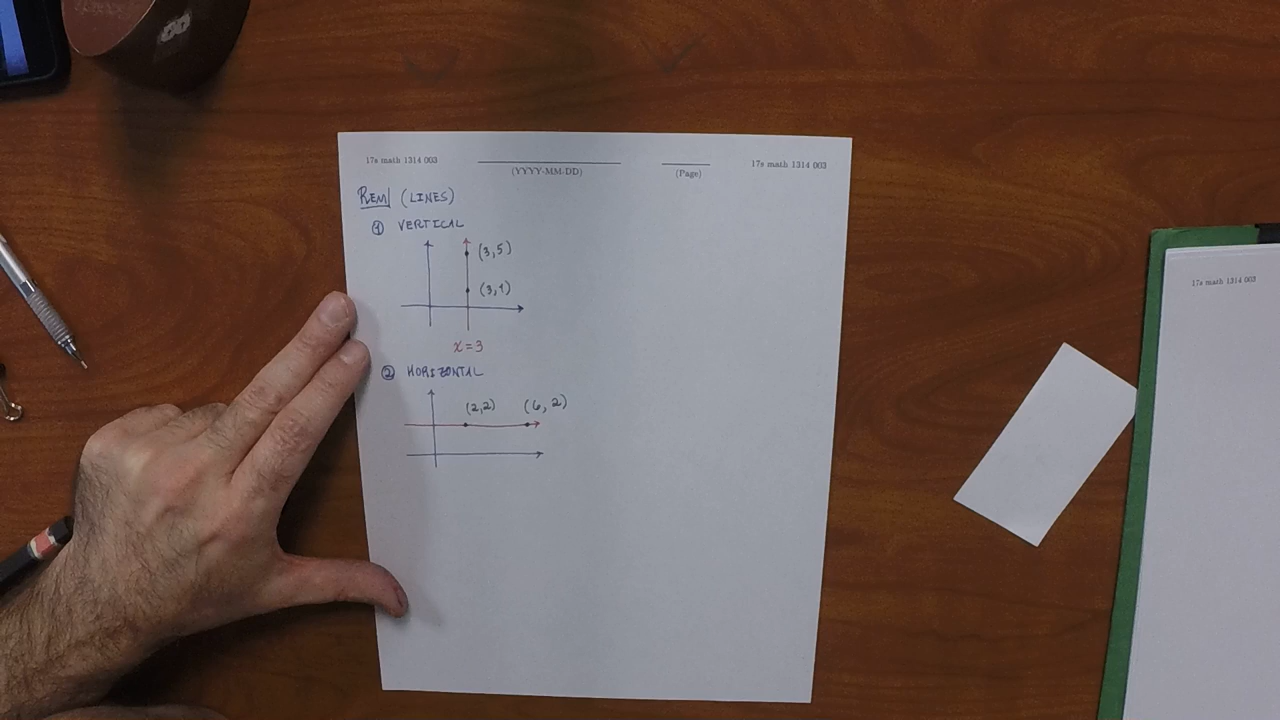 17s math 1314 003 (YYYY-MM-DD) (Page) 17s math 1314 003
REM (LINES)
① VERTICAL
(3,5)
(3,1)
x=3
② HORIZONTAL
(2,2) (6,2)
17s math 1314 003